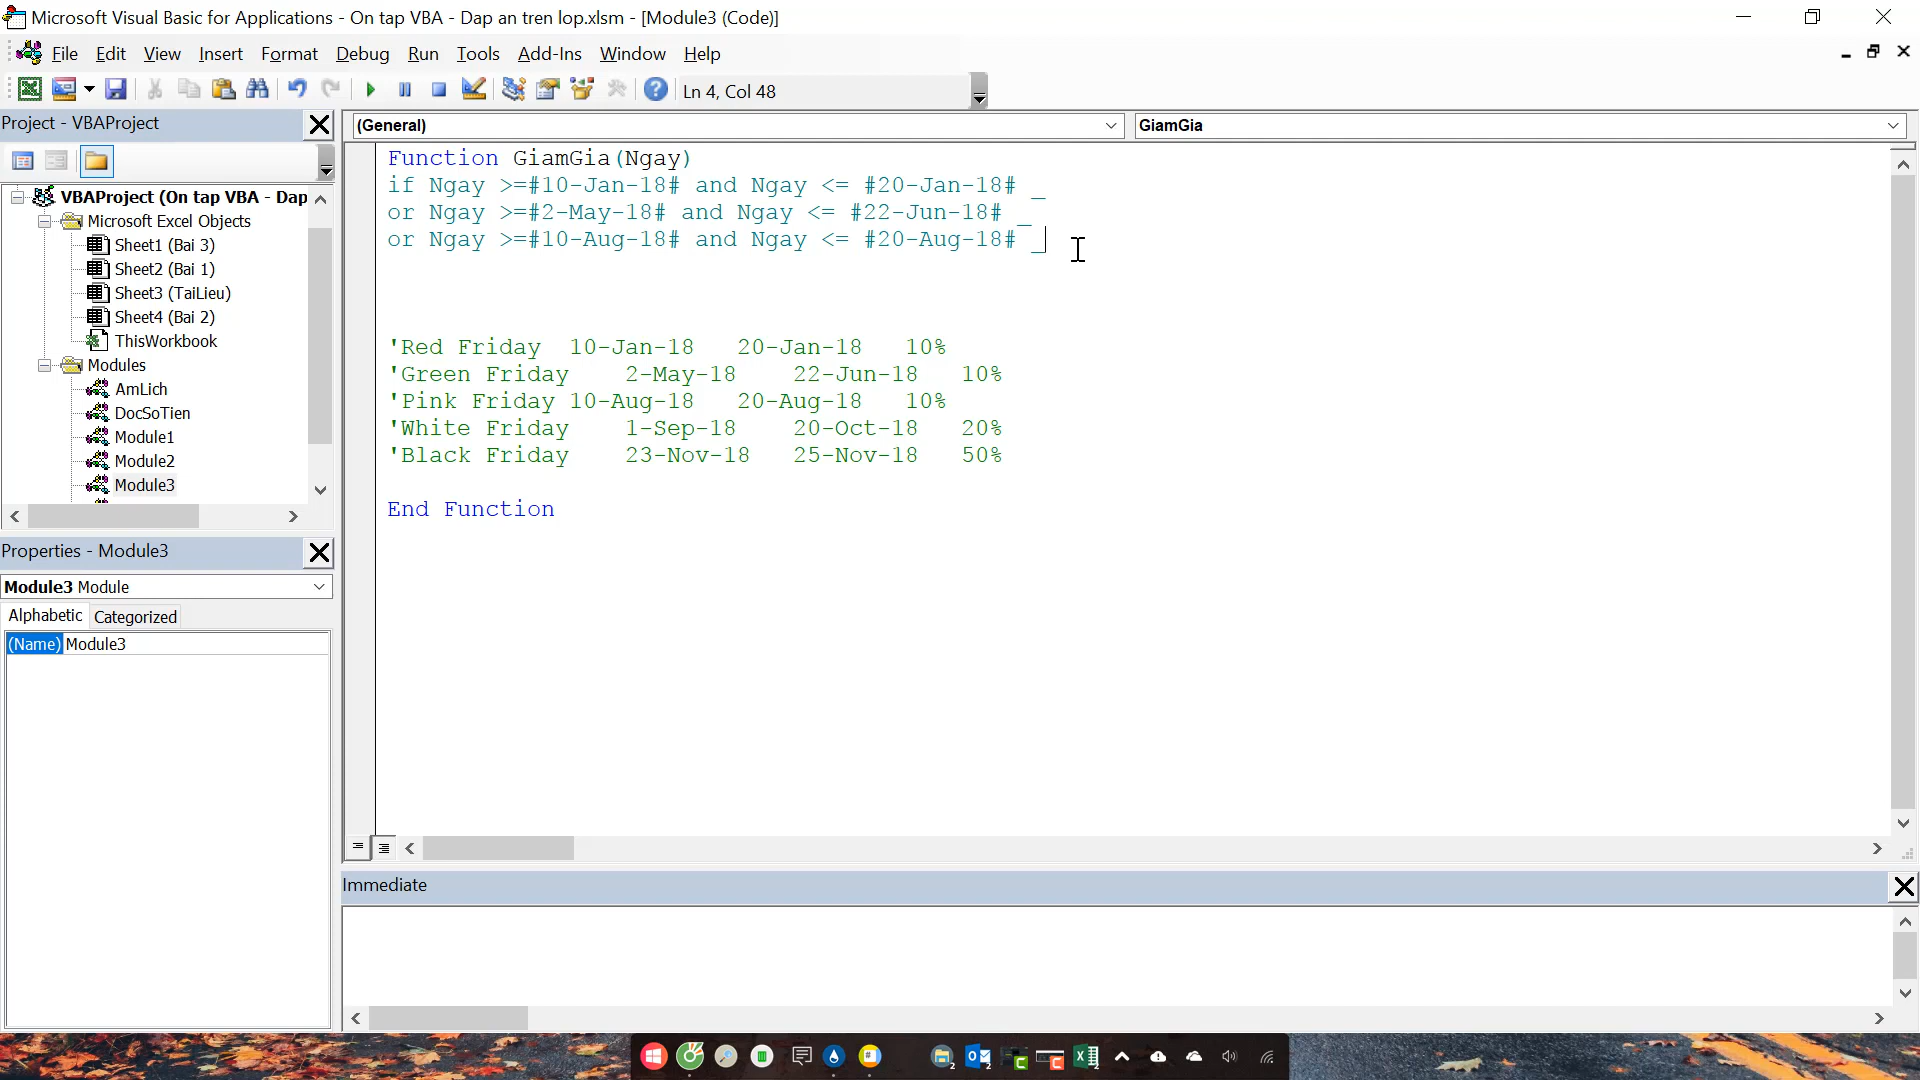 Microsoft Visual Basic for Applications - On tap VBA - Dap an tren lop.xlsm - [Module3 (Code)]
File Edit View Insert Format Debug Run Tools Add-Ins Window Help
Ln 4, Col 48
Project - VBAProject
(General) GiamGia
VBAProject (On tap VBA - Dap
Microsoft Excel Objects
Sheet1 (Bai 3)
Sheet2 (Bai 1)
Sheet3 (TaiLieu)
Sheet4 (Bai 2)
ThisWorkbook
Modules
AmLich
DocSoTien
Module1
Module2
Module3
Properties - Module3
Module3 Module
Alphabetic Categorized
(Name) Module3
Function GiamGia(Ngay)
if Ngay >=#10-Jan-18# and Ngay <= #20-Jan-18# _
or Ngay >=#2-May-18# and Ngay <= #22-Jun-18# _
or Ngay >=#10-Aug-18# and Ngay <= #20-Aug-18# _
'Red Friday 10-Jan-18 20-Jan-18 10%
'Green Friday 2-May-18 22-Jun-18 10%
'Pink Friday 10-Aug-18 20-Aug-18 10%
'White Friday 1-Sep-18 20-Oct-18 20%
'Black Friday 23-Nov-18 25-Nov-18 50%
End Function
Immediate